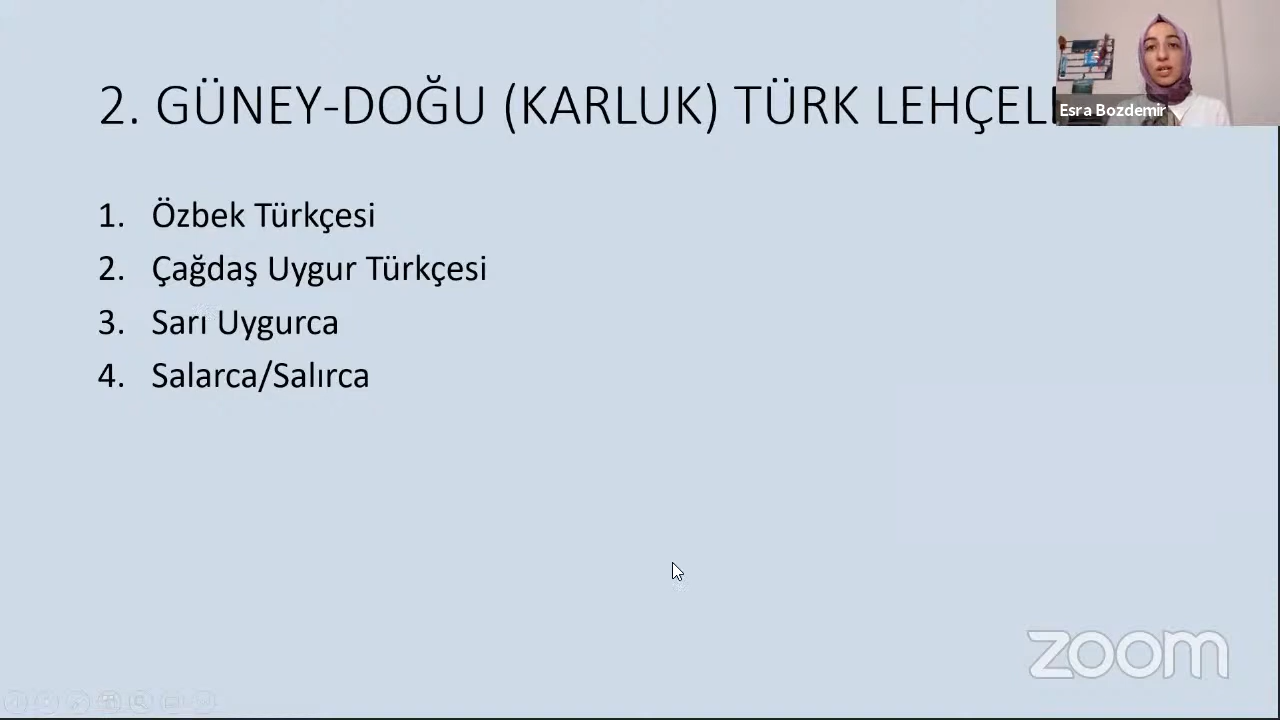 2. GÜNEY-DOĞU (KARLUK) TÜRK
Esra Bozdemir
1. Özbek Türkçesi
2. Çağdaş Uygur Türkçesi
3. Sarı Uygurca
4. Salarca/Salırca
zoom